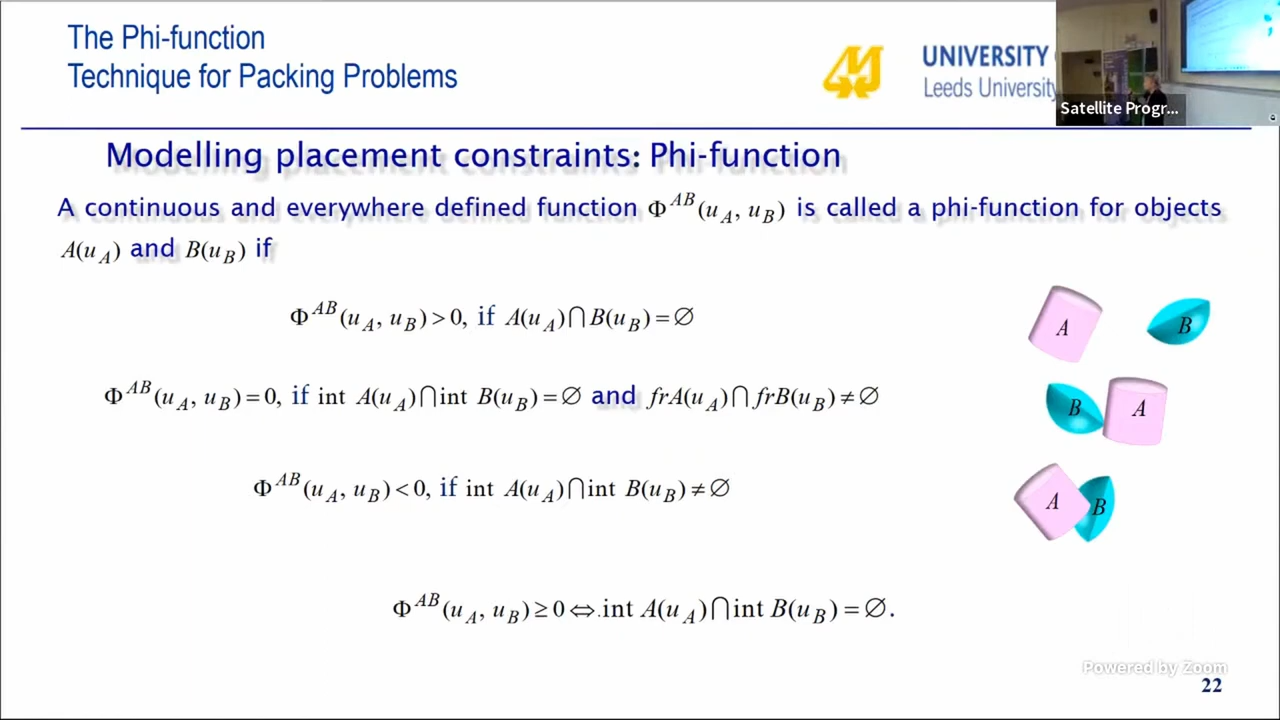 The Phi-function
Technique for Packing Problems
UNIVERSITY
Leeds University
Satellite Progr...
Modelling placement constraints: Phi-function
A continuous and everywhere defined function Φ^{AB}(u_A, u_B) is called a phi-function for objects
A(u_A) and B(u_B) if
Φ^{AB}(u_A, u_B) > 0, if A(u_A)⋂B(u_B) = ∅
A
B
Φ^{AB}(u_A, u_B) = 0, if int A(u_A)⋂int B(u_B) = ∅ and frA(u_A)⋂frB(u_B) ≠ ∅
B
A
Φ^{AB}(u_A, u_B) < 0, if int A(u_A)⋂int B(u_B) ≠ ∅
A
B
Φ^{AB}(u_A, u_B) ≥ 0 ⇔ int A(u_A)⋂int B(u_B) = ∅.
Powered by Zoom
22